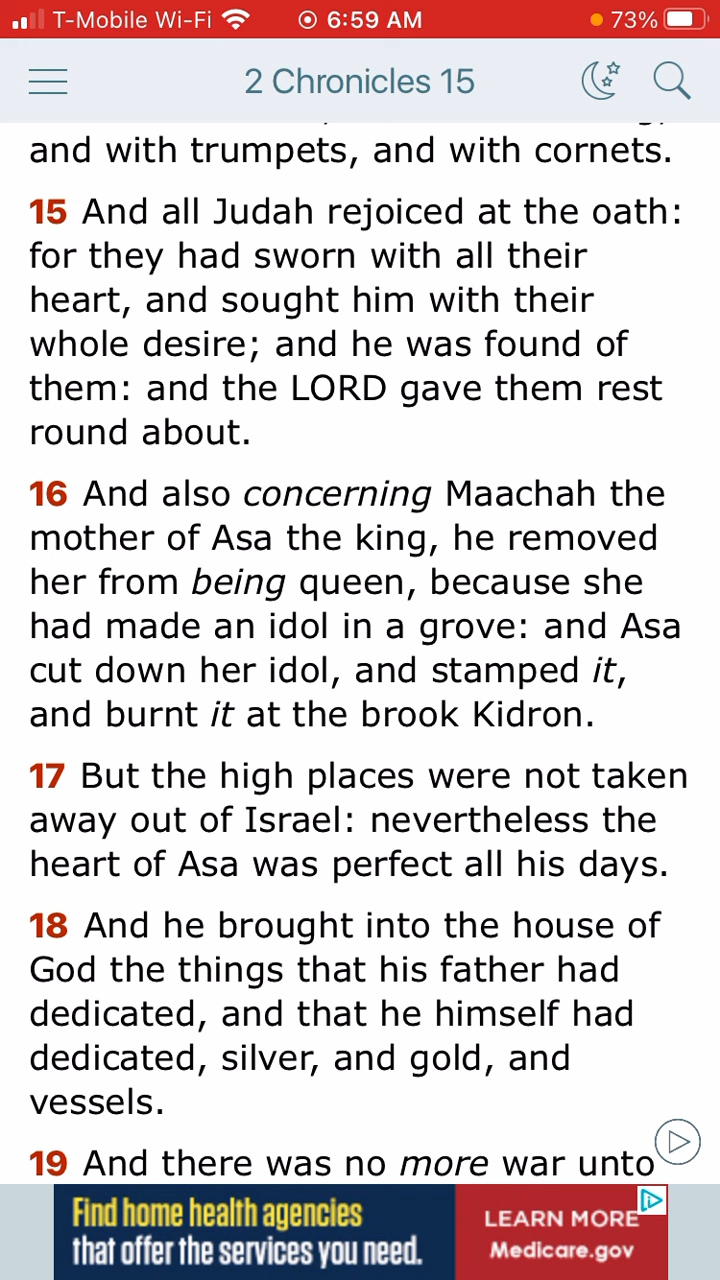 T-Mobile Wi-Fi 6:59 AM 73%
2 Chronicles 15
and with trumpets, and with cornets.
15 And all Judah rejoiced at the oath:
for they had sworn with all their
heart, and sought him with their
whole desire; and he was found of
them: and the LORD gave them rest
round about.
16 And also concerning Maachah the
mother of Asa the king, he removed
her from being queen, because she
had made an idol in a grove: and Asa
cut down her idol, and stamped it,
and burnt it at the brook Kidron.
17 But the high places were not taken
away out of Israel: nevertheless the
heart of Asa was perfect all his days.
18 And he brought into the house of
God the things that his father had
dedicated, and that he himself had
dedicated, silver, and gold, and
vessels.
19 And there was no more war unto
Find home health agencies
that offer the services you need.
LEARN MORE
Medicare.gov